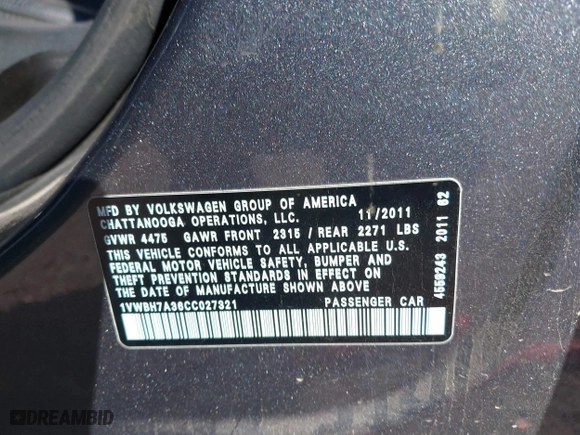 MFD BY VOLKSWAGEN GROUP OF AMERICA
CHATTANOOGA OPERATIONS, LLC. 11/2011
GVWR 4475 GAWR FRONT 2315 / REAR 2271 LBS
THIS VEHICLE CONFORMS TO ALL APPLICABLE U.S.
FEDERAL MOTOR VEHICLE SAFETY, BUMPER AND
THEFT PREVENTION STANDARDS IN EFFECT ON
THE DATE OF MANUFACTURE SHOWN ABOVE
1VWBH7A36CC027321 PASSENGER CAR
4559243 2011 62
DREAMBID